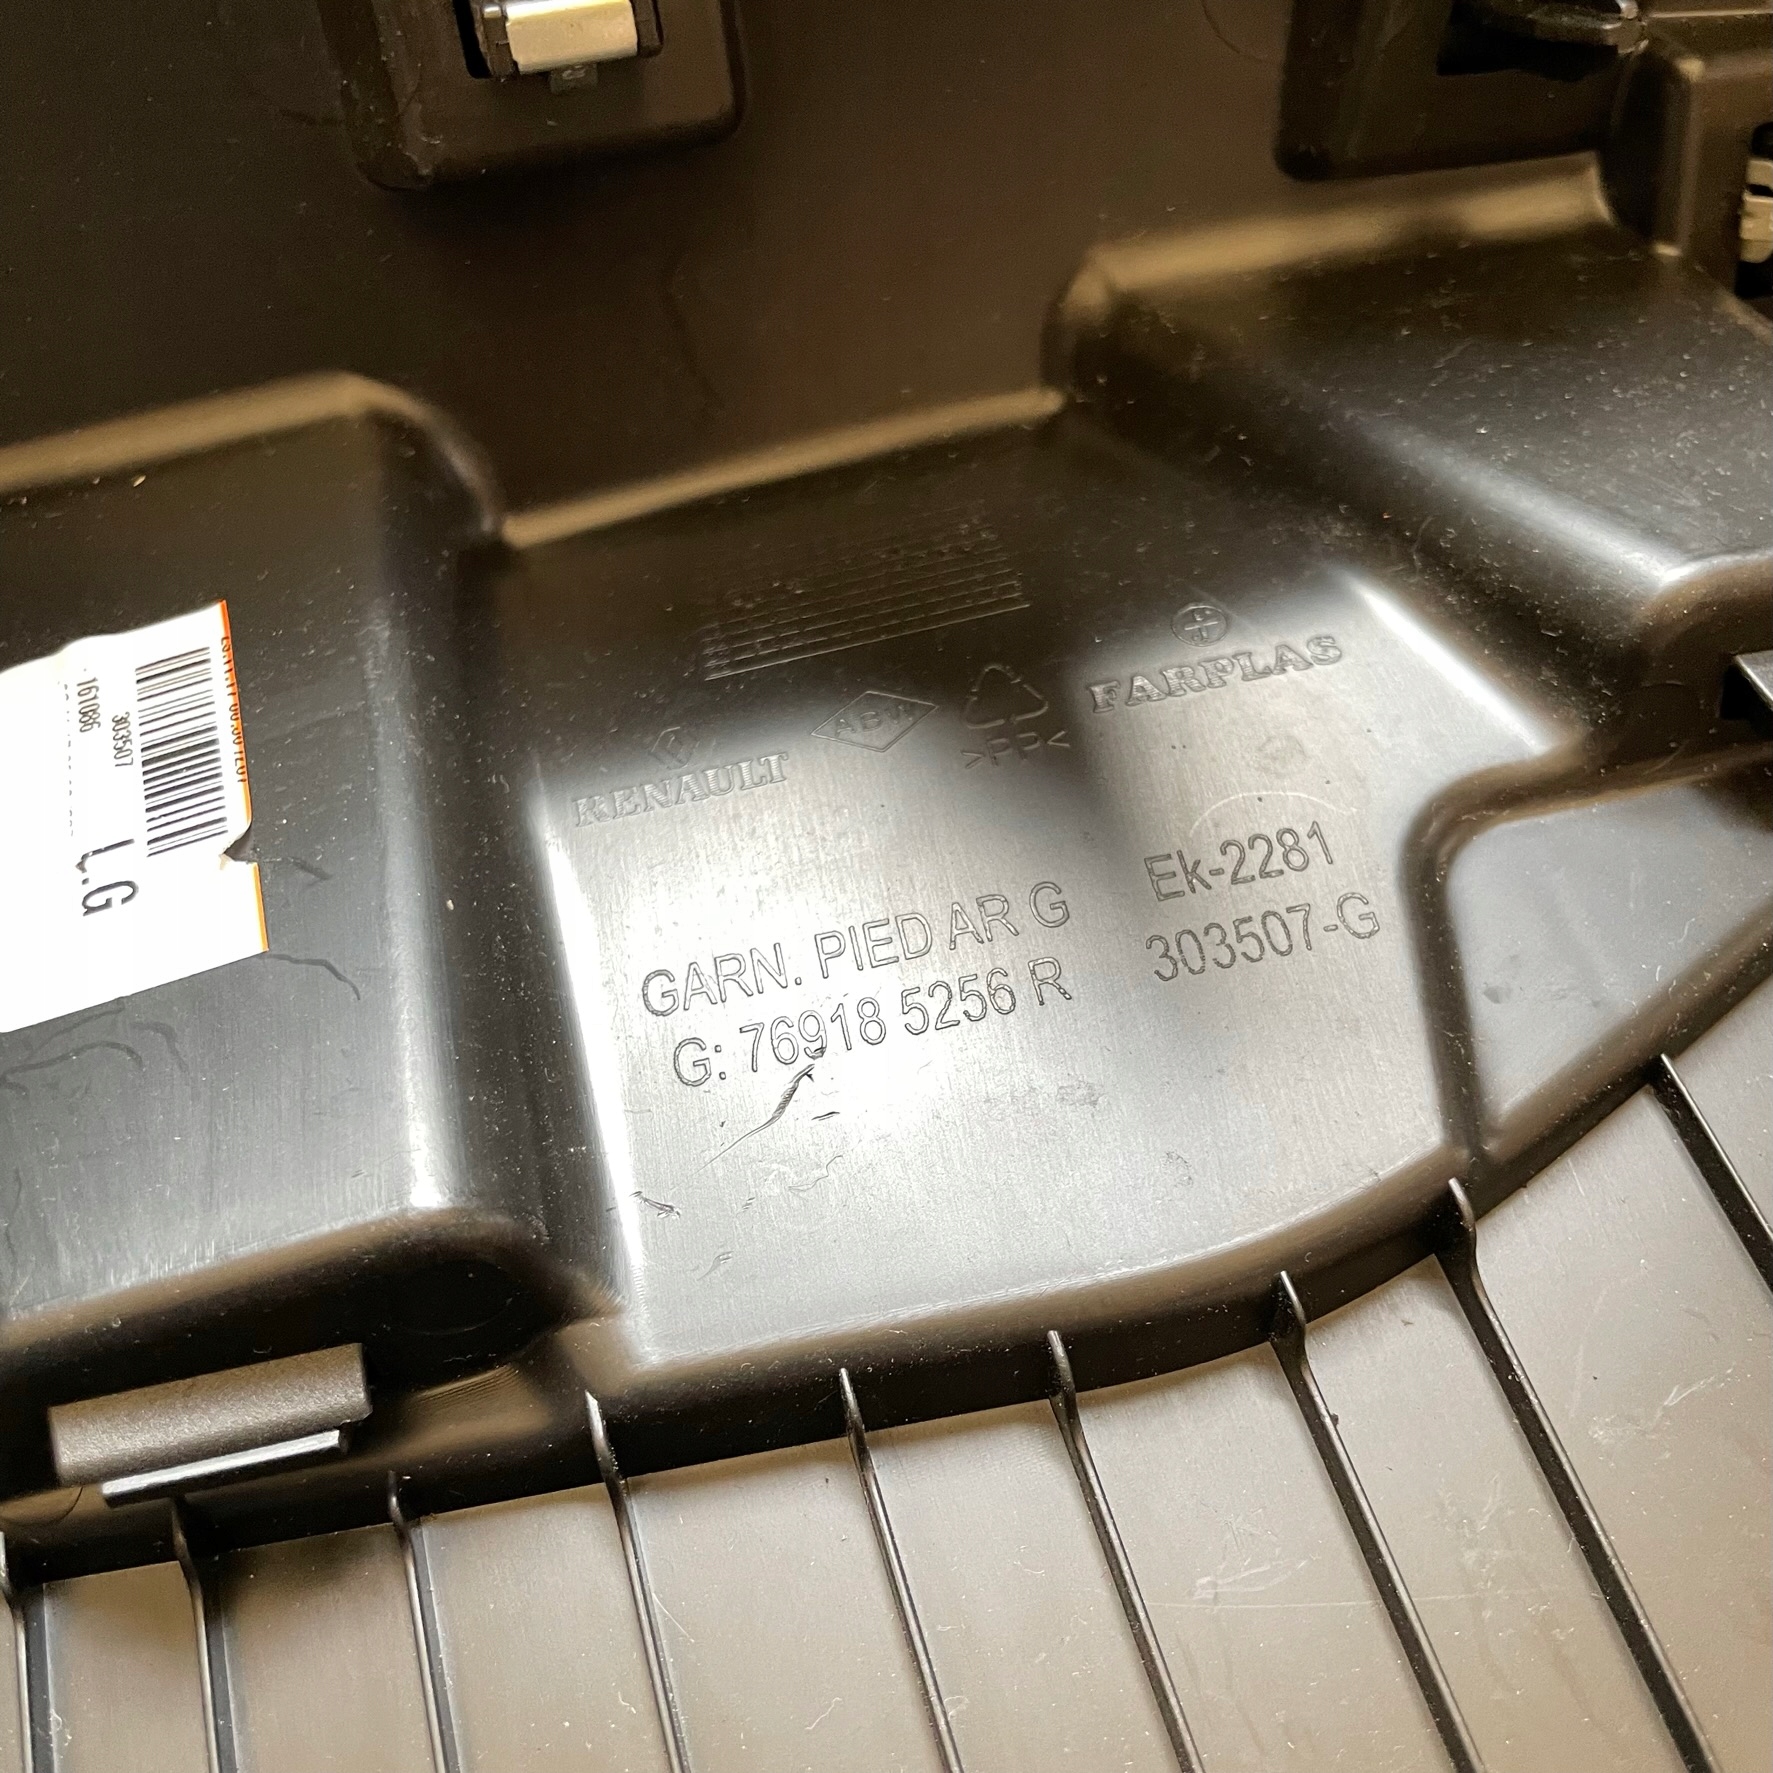 303507
161086
L.G
RENAULT
>PP<
FARPLAS
GARN. PIED AR G
G: 76918 5256 R
Ek-2281
303507-G